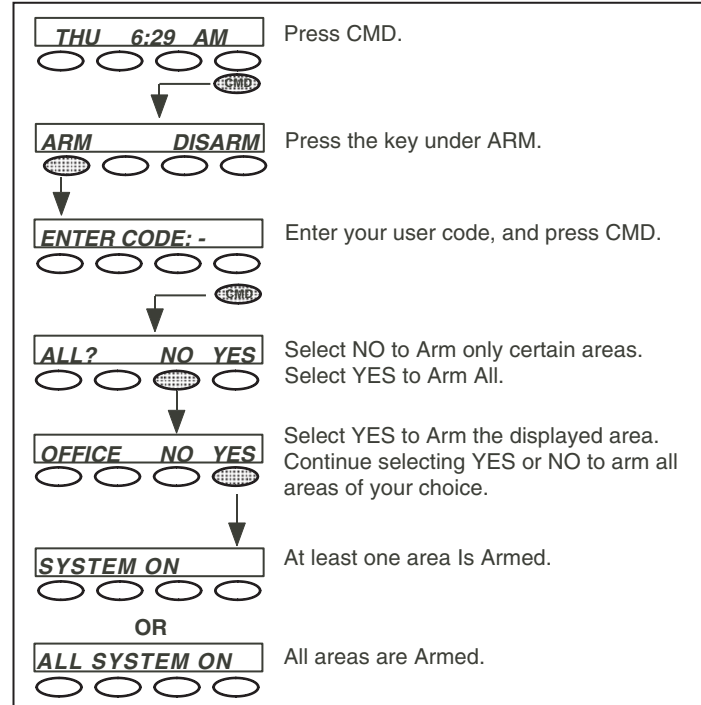 THU 6:29 AM
Press CMD.
CMD
ARM DISARM
Press the key under ARM.
ENTER CODE: -
Enter your user code, and press CMD.
CMD
ALL? NO YES
Select NO to Arm only certain areas.
Select YES to Arm All.
OFFICE NO YES
Select YES to Arm the displayed area.
Continue selecting YES or NO to arm all
areas of your choice.
SYSTEM ON
At least one area Is Armed.
OR
ALL SYSTEM ON
All areas are Armed.